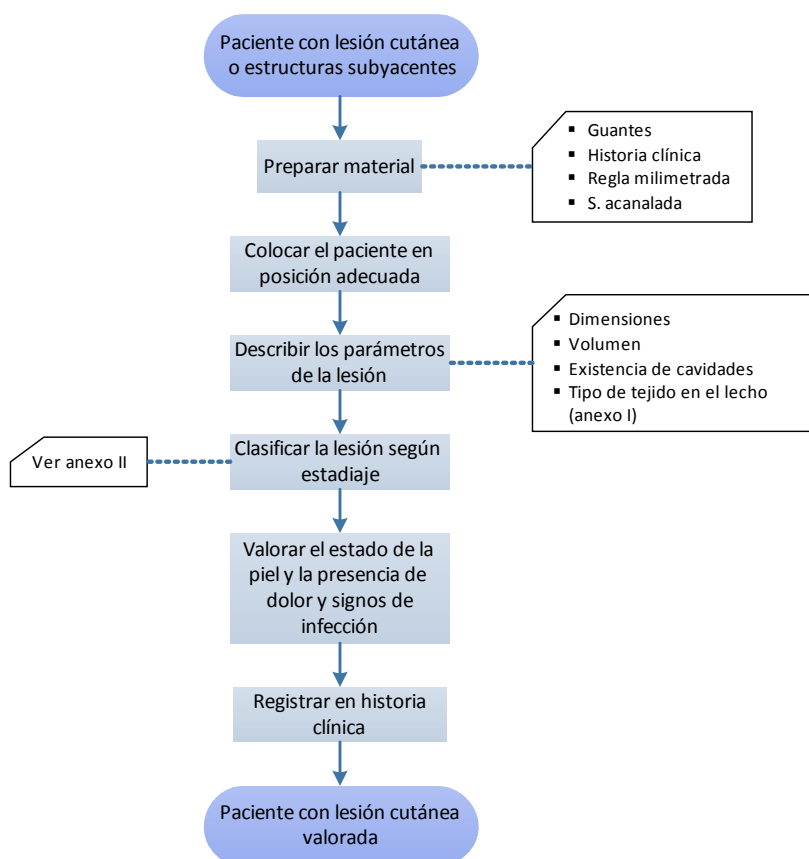 Paciente con lesión cutánea
o estructuras subyacentes
Preparar material
▪ Guantes
▪ Historia clínica
▪ Regla milimetrada
▪ S. acanalada
Colocar el paciente en
posición adecuada
Describir los parámetros
de la lesión
▪ Dimensiones
▪ Volumen
▪ Existencia de cavidades
▪ Tipo de tejido en el lecho
(anexo I)
Clasificar la lesión según
estadiaje
Ver anexo II
Valorar el estado de la
piel y la presencia de
dolor y signos de
infección
Registrar en historia
clínica
Paciente con lesión cutánea
valorada